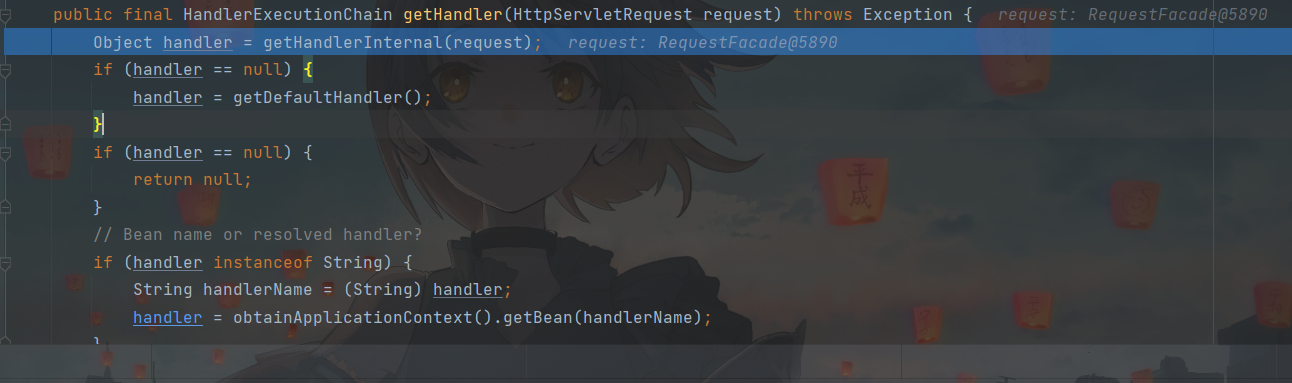 public final HandlerExecutionChain getHandler(HttpServletRequest request) throws Exception {   request: RequestFacade@5890
    Object handler = getHandlerInternal(request);   request: RequestFacade@5890
    if (handler == null) {
        handler = getDefaultHandler();
    }
    if (handler == null) {
        return null;
    }
    // Bean name or resolved handler?
    if (handler instanceof String) {
        String handlerName = (String) handler;
        handler = obtainApplicationContext().getBean(handlerName);
    }
平成